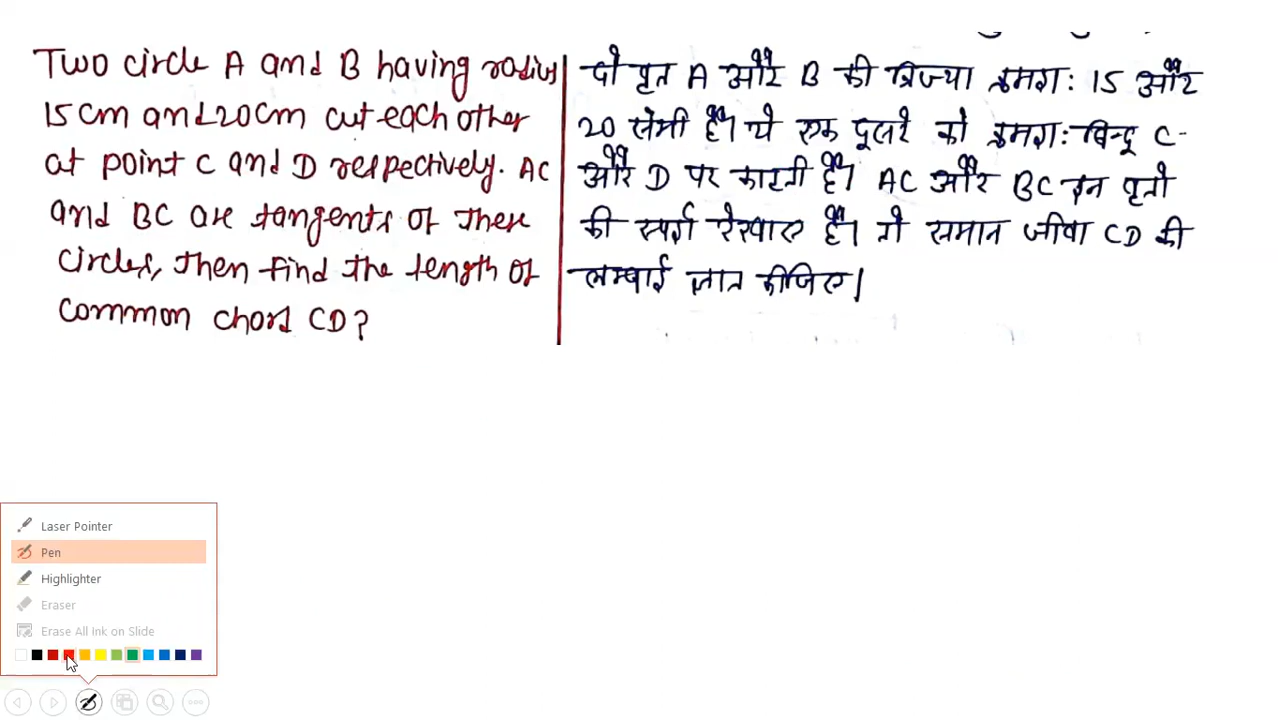 Two circle A and B having radius
15cm and 20cm cut each other
at point C and D respectively. AC
and BC are tangents of these
circles, then find the length of
common chord CD?
दो वृत A और B की त्रिज्या क्रमश: 15 और
20 सेमी है। ये एक दूसरे को क्रमश: बिन्दू C
और D पर काटती है। AC और BC इन वृतो
की स्पर्श रेखाए है। तो समान जीवा CD की
लम्बाई ज्ञात कीजिए।
Laser Pointer
Pen
Highlighter
Eraser
Erase All Ink on Slide